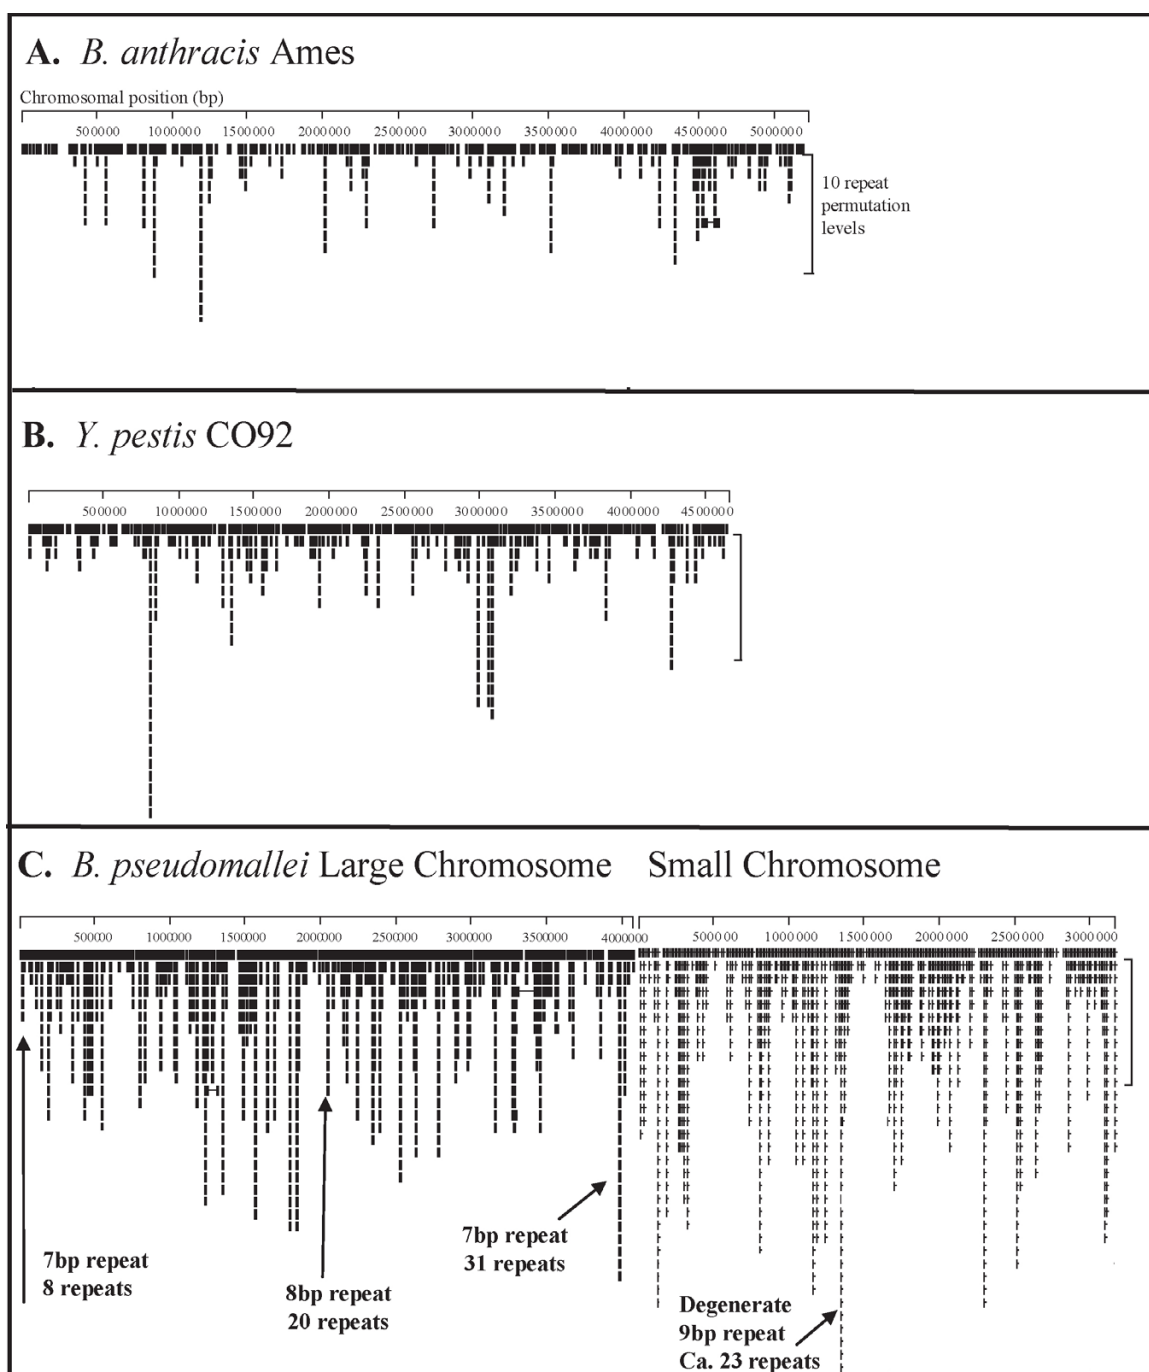 A. B. anthracis Ames
Chromosomal position (bp)
500000 1000000 1500000 2000000 2500000 3000000 3500000 4000000 4500000 5000000
10 repeat
permutation
levels
B. Y. pestis CO92
500000 1000000 1500000 2000000 2500000 3000000 3500000 4000000 4500000
C. B. pseudomallei Large Chromosome Small Chromosome
500000 1000000 1500000 2000000 2500000 3000000 3500000 4000000 5000000 1000000 1500000 2000000 2500000 3000000
7bp repeat
8 repeats
8bp repeat
20 repeats
7bp repeat
31 repeats
Degenerate
9bp repeat
Ca. 23 repeats